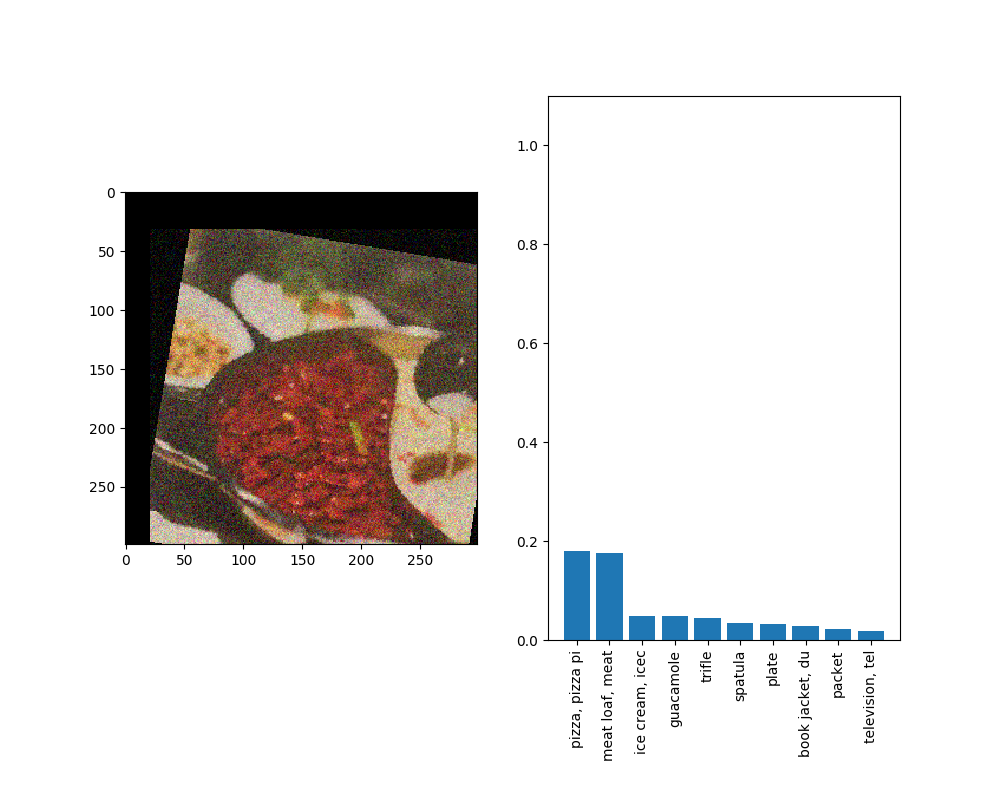 0
50
100
150
200
250
0 50 100 150 200 250
1.0
0.8
0.6
0.4
0.2
0.0
pizza, pizza pi
meat loaf, meat
ice cream, icec
guacamole
trifle
spatula
plate
book jacket, du
packet
television, tel